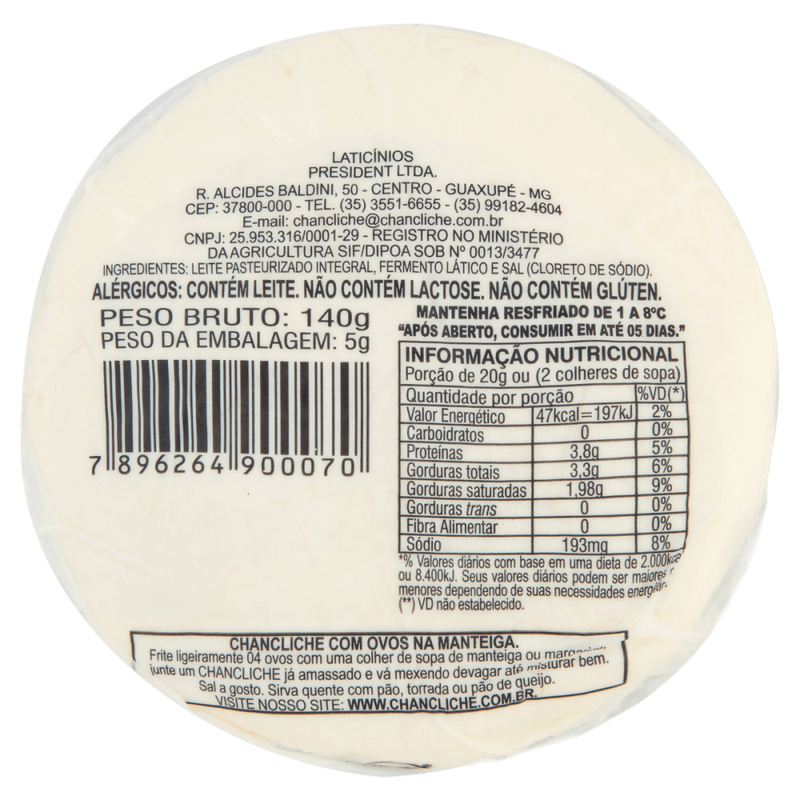 LATICÍNIOS
PRESIDENT LTDA.
R. ALCIDES BALDINI, 50 - CENTRO - GUAXUPÉ - MG
CEP: 37800-000 - TEL. (35) 3551-6655 - (35) 99182-4604
E-mail: chancliche@chancliche.com.br
CNPJ: 25.953.316/0001-29 - REGISTRO NO MINISTÉRIO
DA AGRICULTURA SIF/DIPOA SOB Nº 0013/3477
INGREDIENTES: LEITE PASTEURIZADO INTEGRAL, FERMENTO LÁTICO E SAL (CLORETO DE SÓDIO).
ALÉRGICOS: CONTÉM LEITE. NÃO CONTÉM LACTOSE. NÃO CONTÉM GLÚTEN.
PESO BRUTO: 140g
PESO DA EMBALAGEM: 5g
7 896264 900070
MANTENHA RESFRIADO DE 1 A 8ºC
"APÓS ABERTO, CONSUMIR EM ATÉ 05 DIAS."
INFORMAÇÃO NUTRICIONAL
Porção de 20g ou (2 colheres de sopa)
Quantidade por porção %VD(*)
Valor Energético 47kcal=197kJ 2%
Carboidratos 0 0%
Proteínas 3,8g 5%
Gorduras totais 3,3g 6%
Gorduras saturadas 1,98g 9%
Gorduras trans 0 0%
Fibra Alimentar 0 0%
Sódio 193mg 8%
*% Valores diários com base em uma dieta de 2.000kcal
ou 8.400kJ. Seus valores diários podem ser maiores
menores dependendo de suas necessidades
(**) VD não estabelecido.
CHANCLICHE COM OVOS NA MANTEIGA.
Frite ligeiramente 04 ovos com uma colher de sopa de manteiga ou
junte um CHANCLICHE já amassado e vá mexendo devagar até misturar bem.
Sal a gosto. Sirva quente com pão, torrada ou pão de queijo.
VISITE NOSSO SITE: WWW.CHANCLICHE.COM.BR.